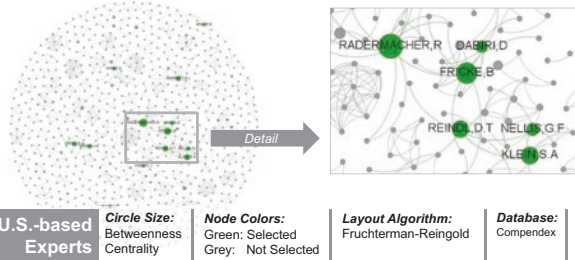 RADERMACHER,R
DABIRI,D
FRICKE,B
REINDL,D.T
NELLIS,G.F
KLEIN,S.A
Detail
U.S.-based
Experts
Circle Size:
Betweenness
Centrality
Node Colors:
Green: Selected
Grey: Not Selected
Layout Algorithm:
Fruchterman-Reingold
Database:
Compendex